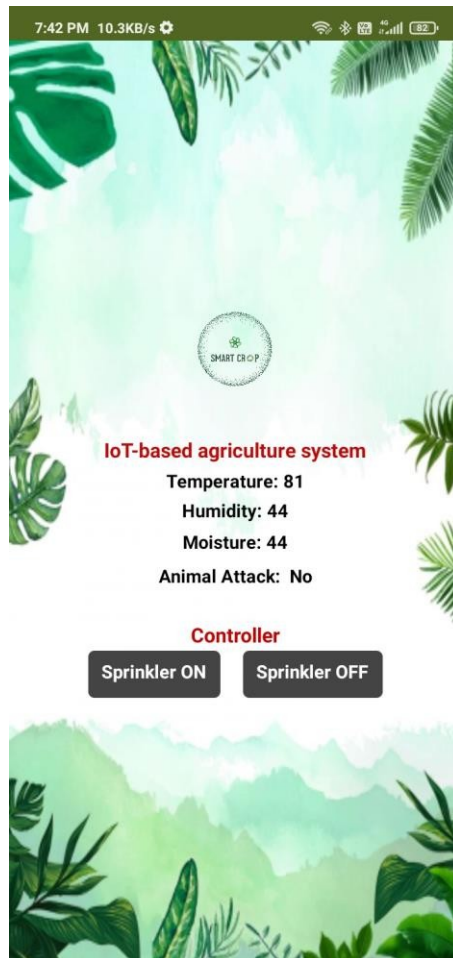 7:42 PM 10.3KB/s 82
SMART CROP
IoT-based agriculture system
Temperature: 81
Humidity: 44
Moisture: 44
Animal Attack: No
Controller
Sprinkler ON Sprinkler OFF